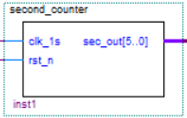 second_counter
clk_1s sec_out[5..0]
rst_n
inst1